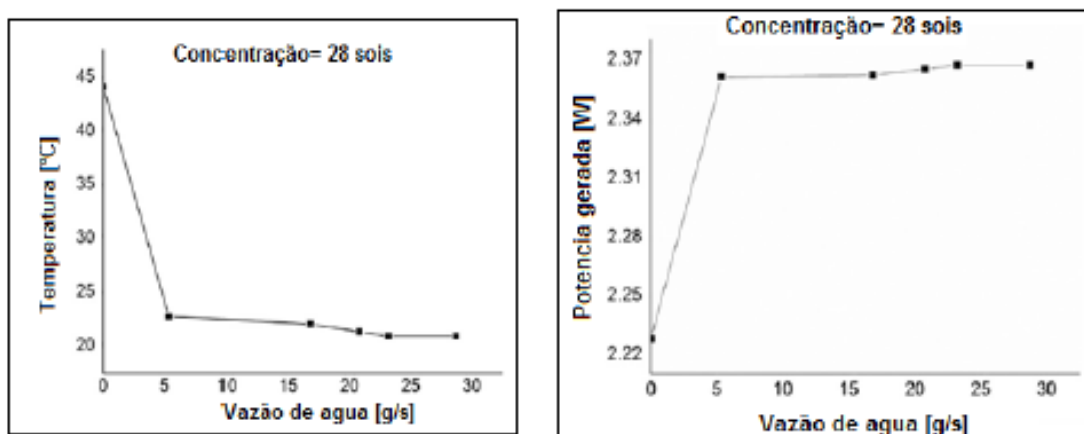 Concentração= 28 sois
Temperatura [ºC]
45
40
35
30
25
20
0 5 10 15 20 25 30
Vazão de agua [g/s]
Concentração= 28 sois
Potencia gerada [W]
2.37
2.34
2.31
2.28
2.25
2.22
0 5 10 15 20 25 30
Vazão de agua [g/s]